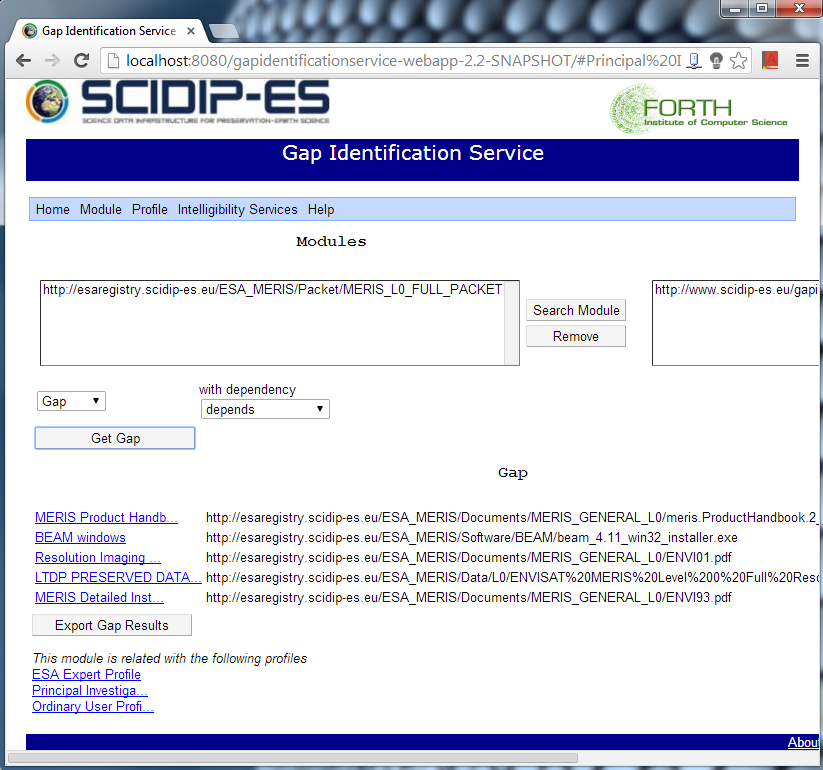 Gap Identification Service
localhost:8080/gapidentificationservice-webapp-2.2-SNAPSHOT/#Principal%20I
SCIDIP-ES
SCIENCE DATA INFRASTRUCTURE FOR PRESERVATION-EARTH SCIENCE
FORTH
Institute of Computer Science
Gap Identification Service
Home Module Profile Intelligibility Services Help
Modules
http://esaregistry.scidip-es.eu/ESA_MERIS/Packet/MERIS_L0_FULL_PACKET
Search Module
Remove
http://www.scidip-es.eu/gapi
with dependency
Gap
depends
Get Gap
Gap
MERIS Product Handb... http://esaregistry.scidip-es.eu/ESA_MERIS/Documents/MERIS_GENERAL_L0/meris.ProductHandbook.2_
BEAM windows http://esaregistry.scidip-es.eu/ESA_MERIS/Software/BEAM/beam_4.11_win32_installer.exe
Resolution Imaging ... http://esaregistry.scidip-es.eu/ESA_MERIS/Documents/MERIS_GENERAL_L0/ENVI01.pdf
LTDP PRESERVED DATA... http://esaregistry.scidip-es.eu/ESA_MERIS/Data/L0/ENVISAT%20MERIS%20Level%200%20Full%20Reso
MERIS Detailed Inst... http://esaregistry.scidip-es.eu/ESA_MERIS/Documents/MERIS_GENERAL_L0/ENVI93.pdf
Export Gap Results
This module is related with the following profiles
ESA Expert Profile
Principal Investiga...
Ordinary User Profi...
About